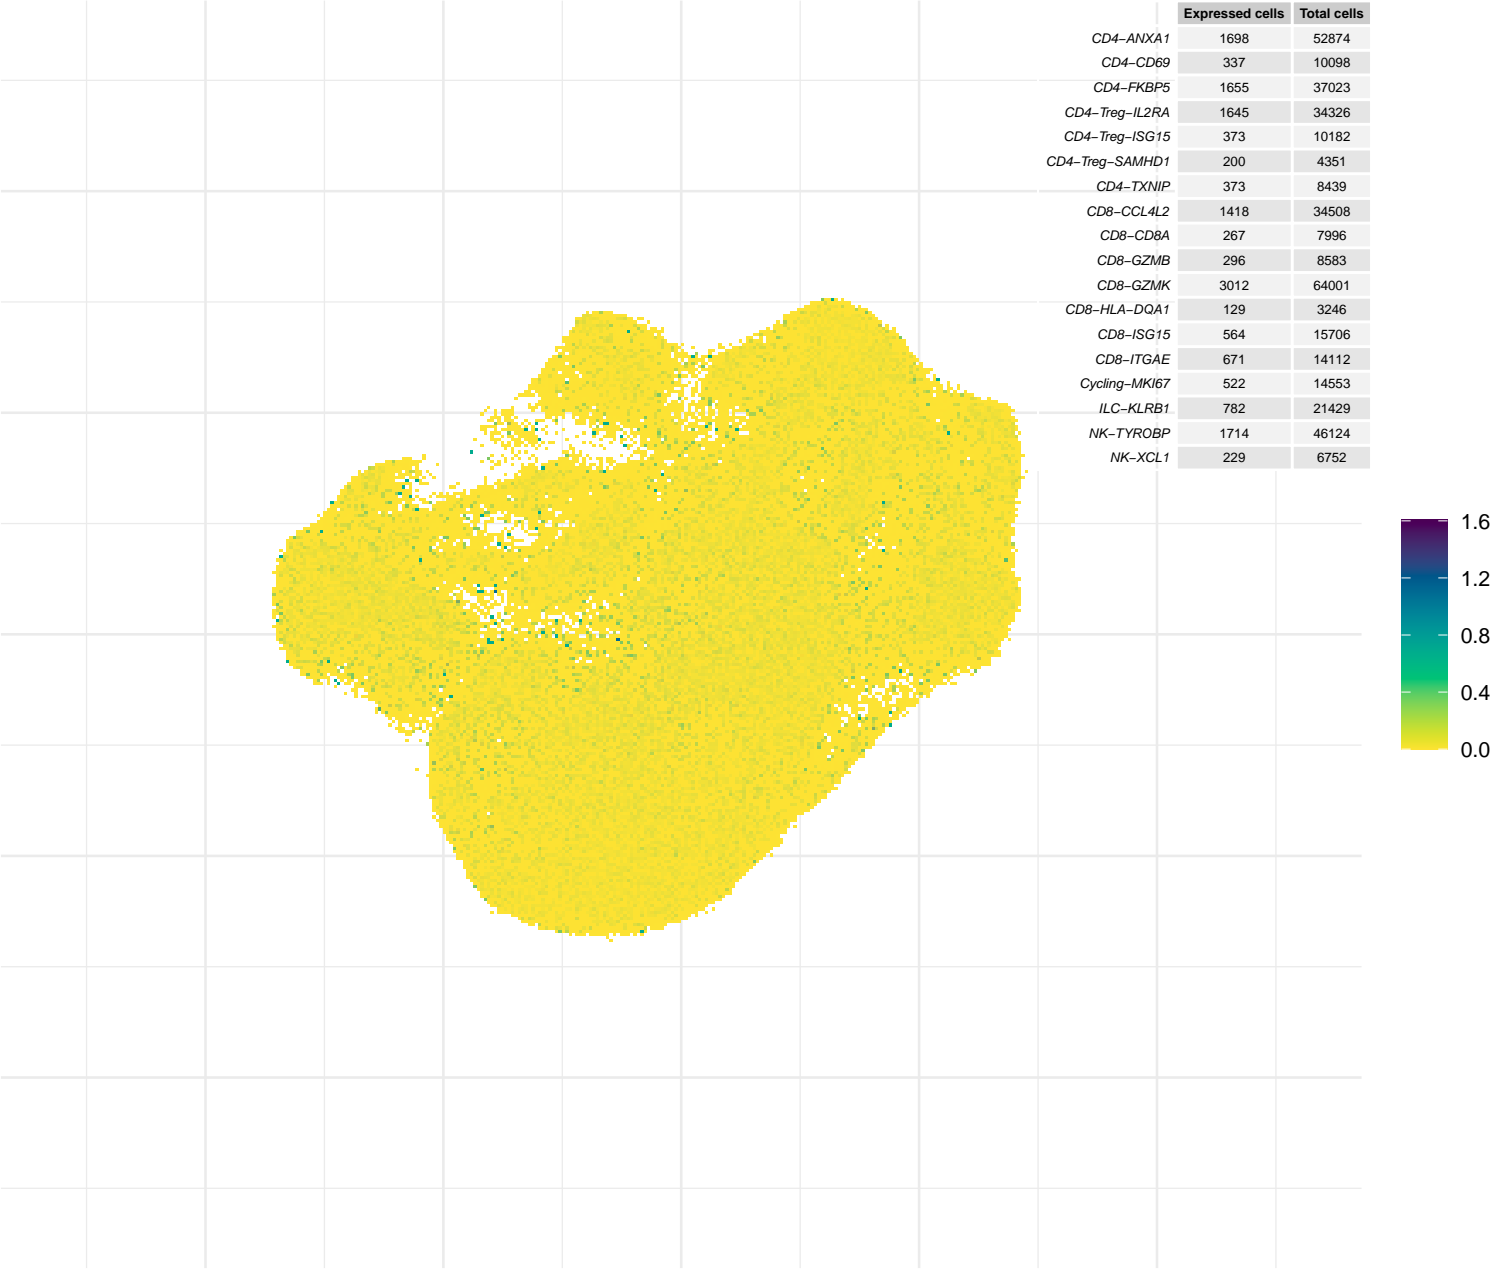 Expressed cells Total cells
CD4−ANXA1 1698 52874
CD4−CD69 337 10098
CD4−FKBP5 1655 37023
CD4−Treg−IL2RA 1645 34326
CD4−Treg−ISG15 373 10182
CD4−Treg−SAMHD1 200 4351
CD4−TXNIP 373 8439
CD8−CCL4L2 1418 34508
CD8−CD8A 267 7996
CD8−GZMB 296 8583
CD8−GZMK 3012 64001
CD8−HLA−DQA1 129 3246
CD8−ISG15 564 15706
CD8−ITGAE 671 14112
Cycling−MKI67 522 14553
ILC−KLRB1 782 21429
NK−TYROBP 1714 46124
NK−XCL1 229 6752
1.6
1.2
0.8
0.4
0.0